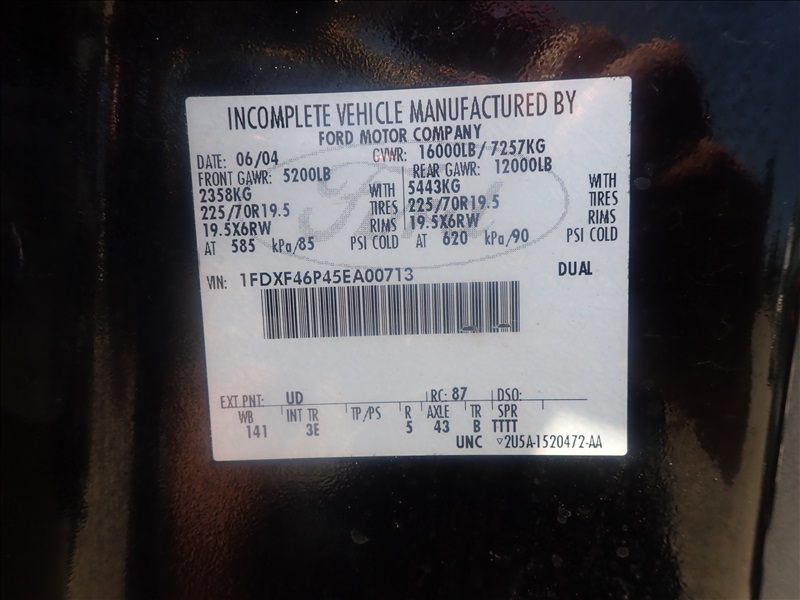 INCOMPLETE VEHICLE MANUFACTURED BY
FORD MOTOR COMPANY
DATE: 06/04 GVWR: 16000LB / 7257KG
FRONT GAWR: 5200LB REAR GAWR: 12000LB
2358KG WITH 5443KG WITH
225/70R19.5 TIRES 225/70R19.5 TIRES
19.5X6RW RIMS 19.5X6RW RIMS
AT 585 kPa/85 PSI COLD AT 620 kPa/90 PSI COLD
VIN: 1FDXF46P45EA00713 DUAL
EXT PNT: UD RC: 87 DSO:
WB INT TR TP/PS R AXLE TR SPR
141 3E 5 43 B TTTT
UNC ▽2U5A-1520472-AA
Ford